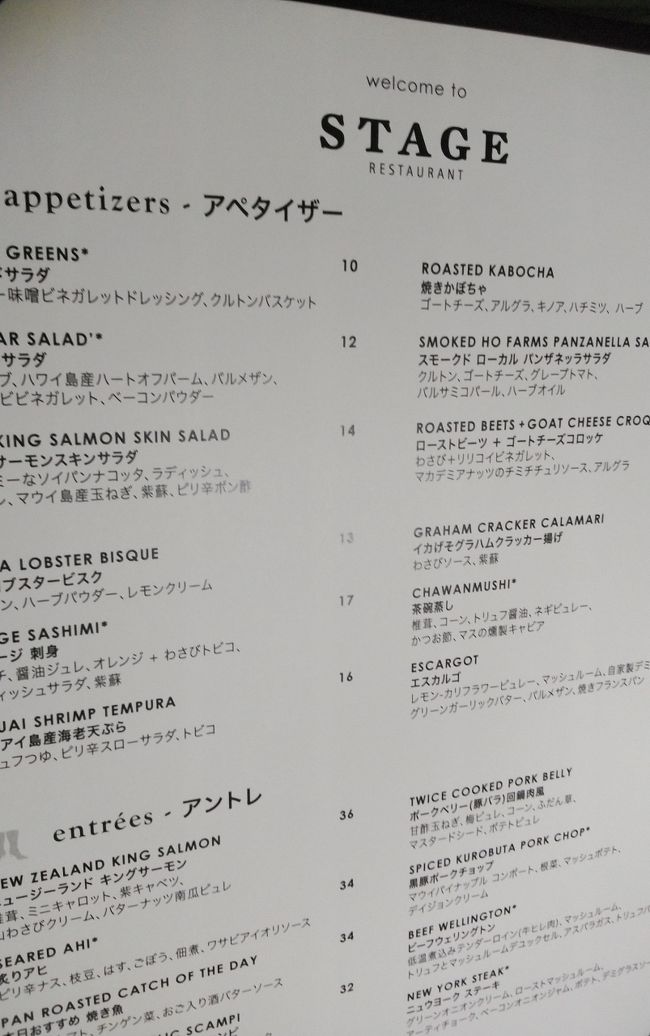 welcome to
STAGE
RESTAURANT
appetizers - アペタイザー
GREENS* 10
サラダ
味噌ビネガレットドレッシング、クルトンバスケット
AR SALAD'* 12
サラダ
ブ、ハワイ島産ハートオブパーム、パルメザン、
ビビネガレット、ベーコンパウダー
KING SALMON SKIN SALAD 14
サーモンスキンサラダ
ミーなソイパンナコッタ、ラディッシュ、
レ、マウイ島産玉ねぎ、紫蘇、ピリ辛ポン酢
A LOBSTER BISQUE 13
ロブスタービスク
ン、ハーブパウダー、レモンクリーム
GE SASHIMI* 17
ージ 刺身
チ、醤油ジュレ、オレンジ + わさびトビコ、
ィッシュサラダ、紫蘇
UAI SHRIMP TEMPURA 16
アイ島産海老天ぷら
ュフつゆ、ピリ辛スローサラダ、トビコ
ROASTED KABOCHA
焼きかぼちゃ
ゴートチーズ、アルグラ、キノア、ハチミツ、ハーブ
SMOKED HO FARMS PANZANELLA SA
スモークド ローカル パンザネッラサラダ
クルトン、ゴートチーズ、グレープトマト、
バルサミコパール、ハーブオイル
ROASTED BEETS + GOAT CHEESE CROQ
ローストビーツ + ゴートチーズコロッケ
わさび+リリコイビネガレット、
マカデミアナッツのチミチチュリソース、アルグラ
GRAHAM CRACKER CALAMARI
イカげそグラハムクラッカー揚げ
わさびソース、紫蘇
CHAWANMUSHI*
茶碗蒸し
椎茸、コーン、トリュフ醤油、ネギピュレー、
かつお節、マスの燻製キャビア
ESCARGOT
エスカルゴ
レモン-カリフラワーピュレー、マッシュルーム、自家製デミ
グリーンガーリックバター、パルメザン、焼きフランスパン
entrées - アントレ
EW ZEALAND KING SALMON 36
ニュージーランド キングサーモン
椎茸、ミニキャロット、紫キャベツ、
わさびクリーム、バターナッツ南瓜ピュレ
SEARED AHI* 34
炙りアヒ
ピリ辛ナス、枝豆、はす、ごぼう、佃煮、ワサビアイオリソース
PAN ROASTED CATCH OF THE DAY 34
本日おすすめ 焼き魚
マト、チンゲン菜、おご入り酒バターソース
SCAMPI 32
TWICE COOKED PORK BELLY
ポークベリー(豚バラ)回鍋肉風
甘酢玉ねぎ、梅ピュレ、コーン、ふだん草、
マスタードシード、ポテトピュレ
SPICED KUROBUTA PORK CHOP*
黒豚ポークチョップ
マウイパイナップル コンポート、根菜、マッシュポテト、
デイジョンクリーム
BEEF WELLINGTON*
ビーフウェリングトン
低温煮込みテンダーロイン(牛ヒレ肉)、マッシュルーム、
トリュフとマッシュルームデュックセル、アスパラガス、トリュフバ
NEW YORK STEAK*
ニュウヨーク ステーキ
グリーンオニオンクリーム、ローストマッシュルーム、
アーティチョーク、ベーコンオニオンジャム、ポテト、デミグラスソー